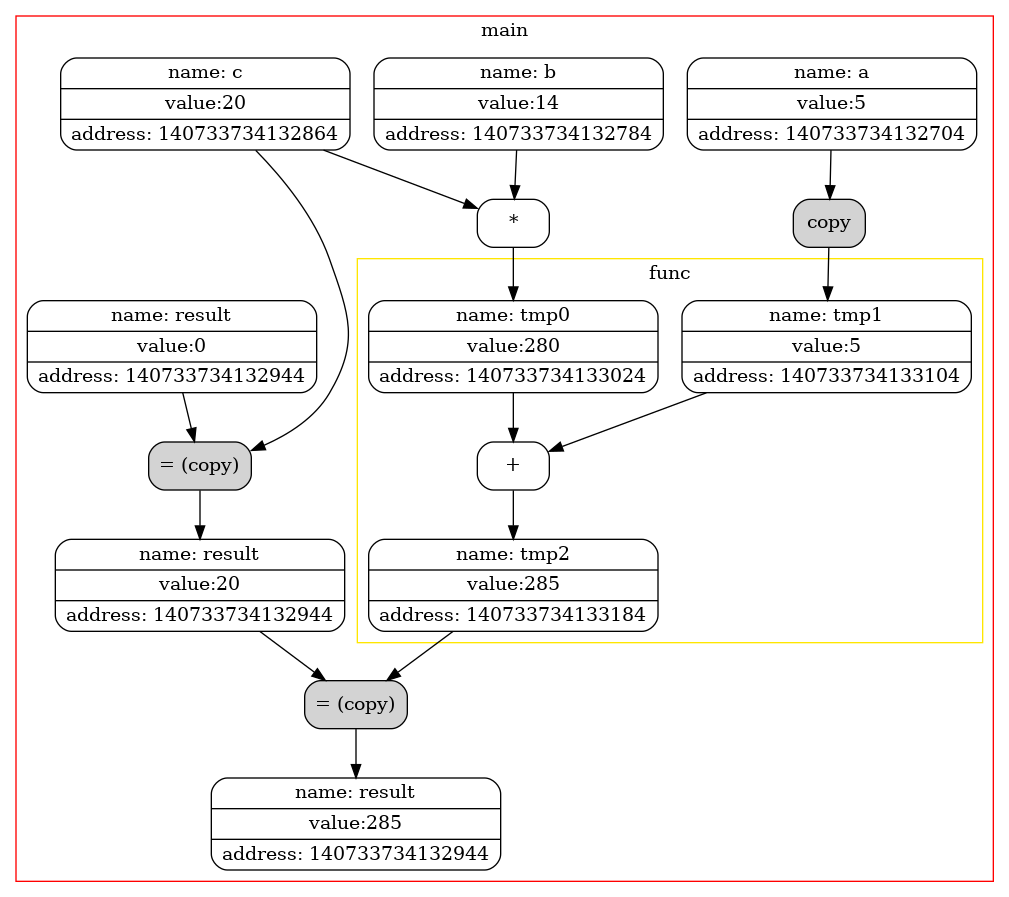 main
name: c
value:20
address: 140733734132864
name: b
value:14
address: 140733734132784
name: a
value:5
address: 140733734132704
*
copy
func
name: result
value:0
address: 140733734132944
name: tmp0
value:280
address: 140733734133024
name: tmp1
value:5
address: 140733734133104
= (copy)
+
name: result
value:20
address: 140733734132944
name: tmp2
value:285
address: 140733734133184
= (copy)
name: result
value:285
address: 140733734132944